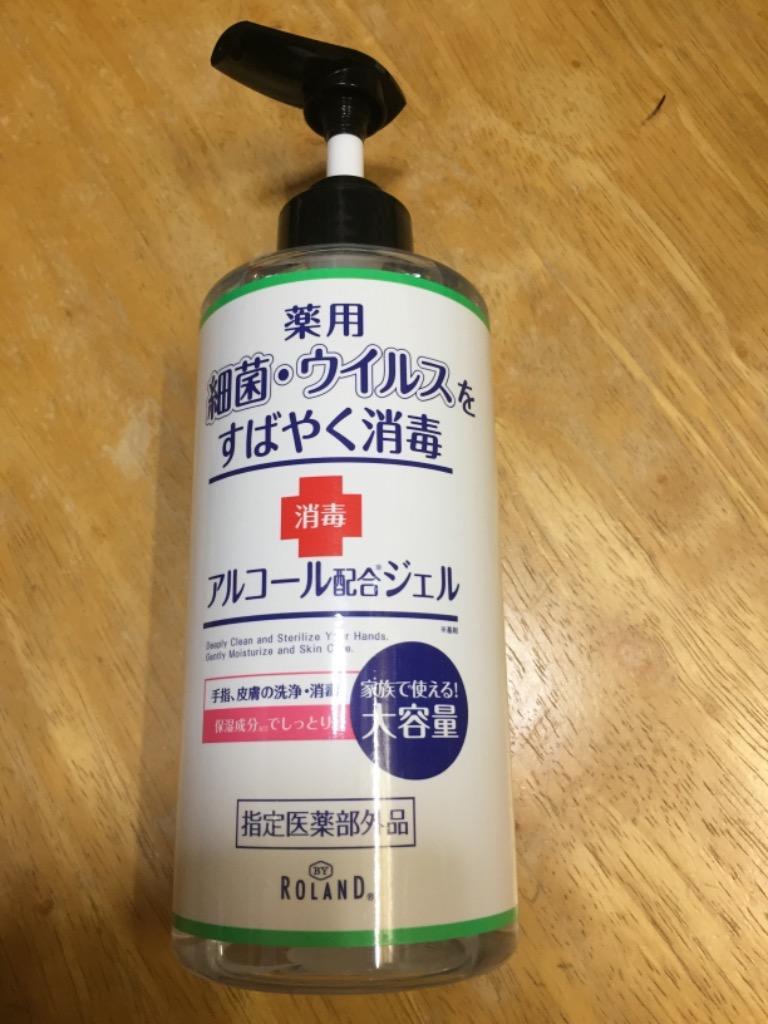 薬用
細菌・ウイルスを
すばやく消毒
消毒
アルコール配合※ジェル
※基剤
Deeply Clean and Sterilize Your Hands.
Gently Moisturize and Skin Care.
手指、皮膚の洗浄・消毒
保湿成分 でしっとり
家族で使える!
大容量
指定医薬部外品
BY
ROLAND®